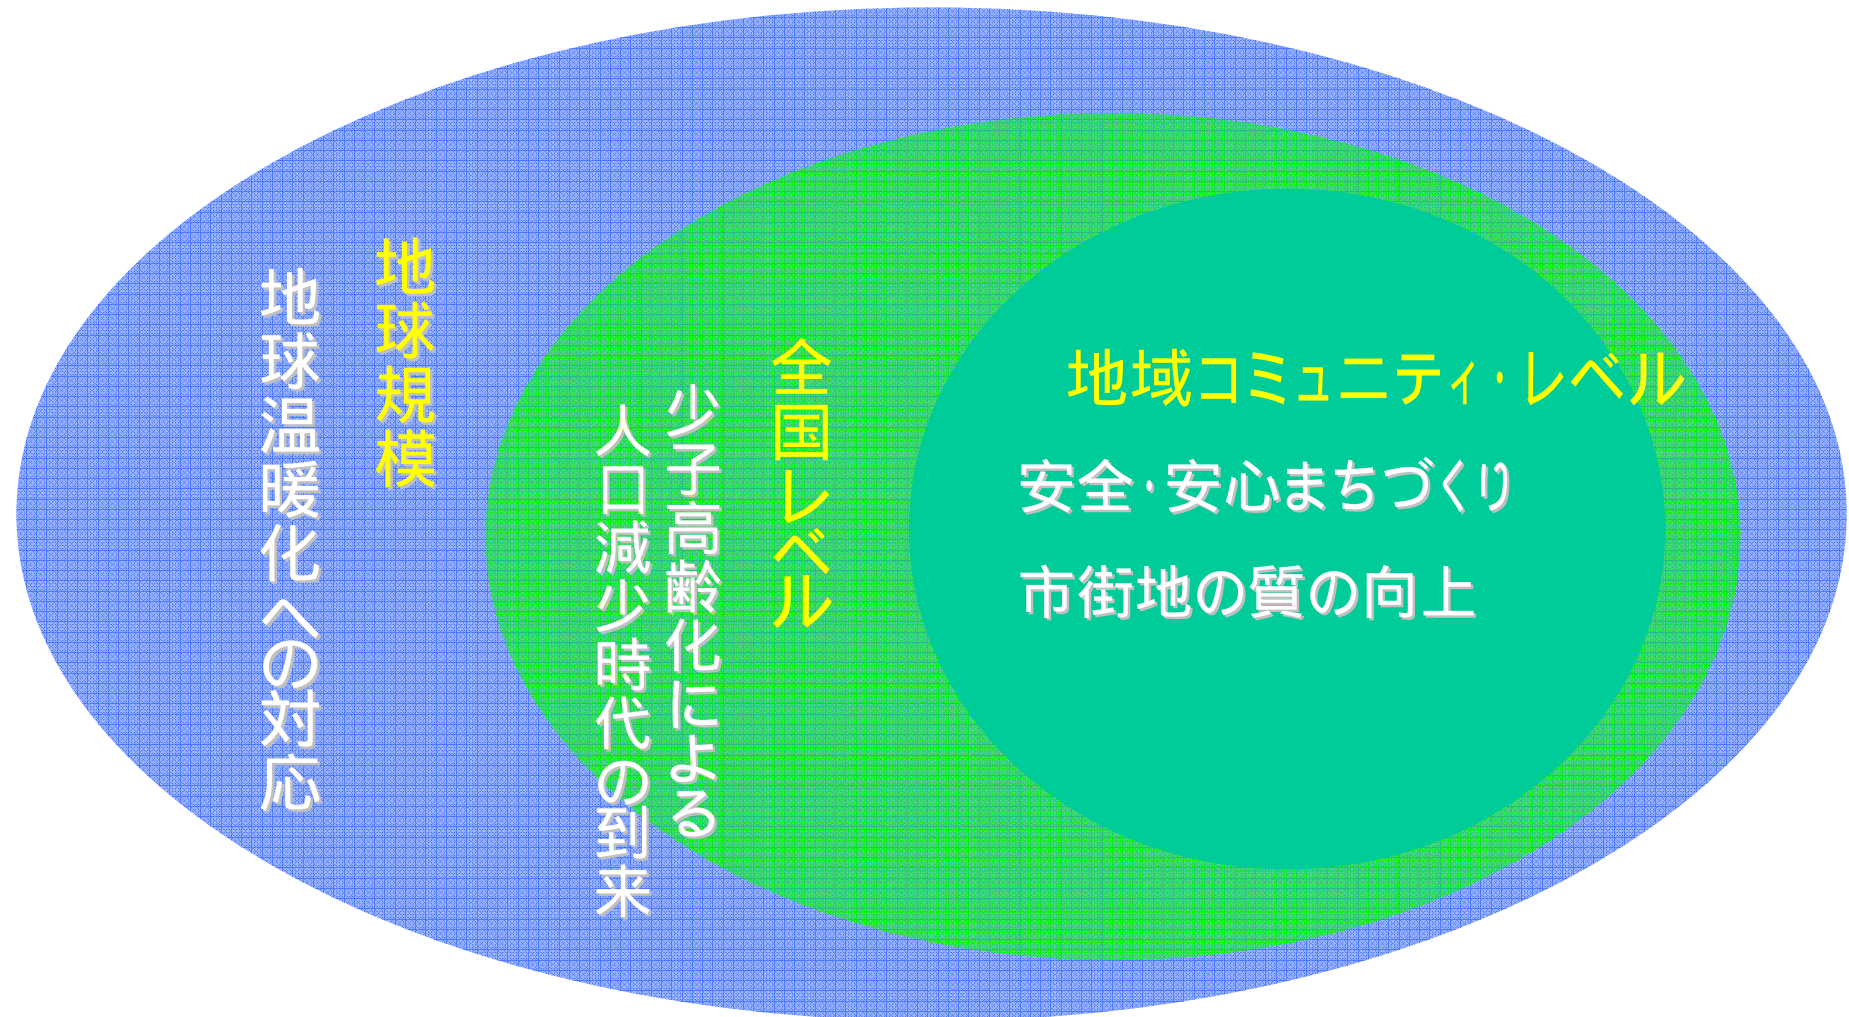 地球規模
地球温暖化への対応
全国レベル
少子高齢化による
人口減少時代の到来
地域コミュニティ・レベル
安全・安心まちづくり
市街地の質の向上